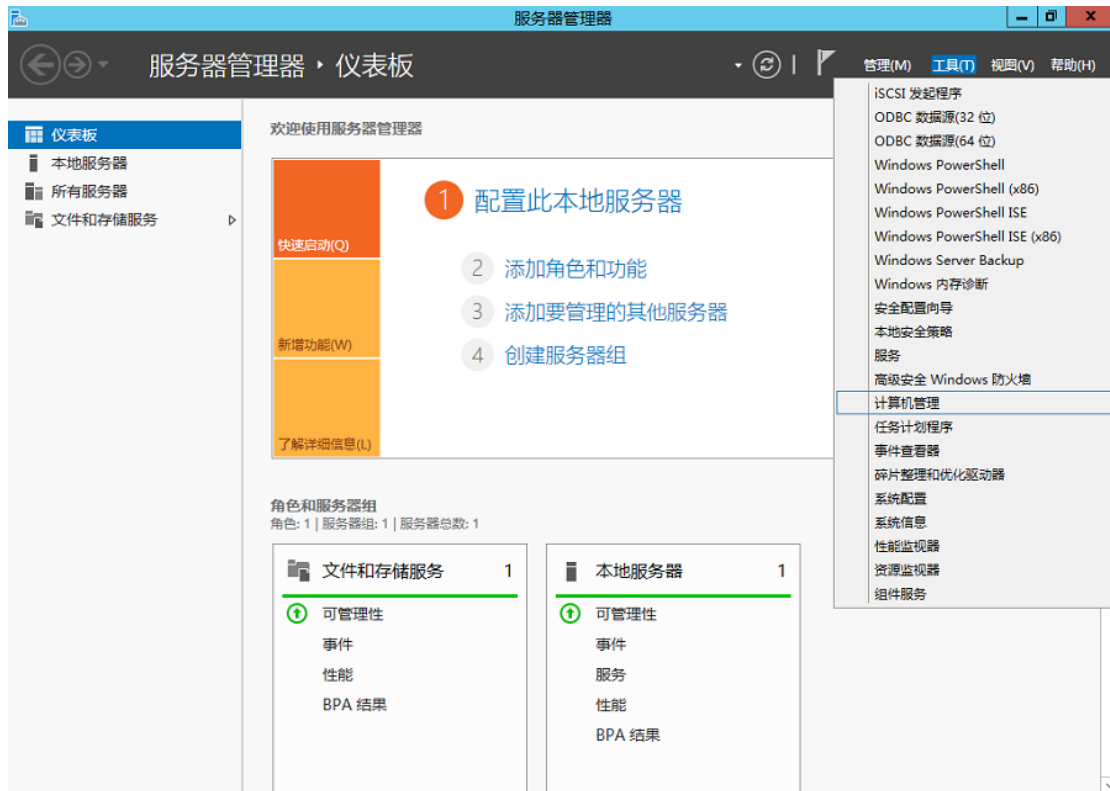 服务器管理器
服务器管理器 ‣ 仪表板
管理(M) 工具(T) 视图(V) 帮助(H)
仪表板
本地服务器
所有服务器
文件和存储服务
欢迎使用服务器管理器
快速启动(Q)
新增功能(W)
了解详细信息(L)
1 配置此本地服务器
2 添加角色和功能
3 添加要管理的其他服务器
4 创建服务器组
角色和服务器组
角色: 1 | 服务器组: 1 | 服务器总数: 1
文件和存储服务 1
可管理性
事件
性能
BPA 结果
本地服务器 1
可管理性
事件
服务
性能
BPA 结果
iSCSI 发起程序
ODBC 数据源(32 位)
ODBC 数据源(64 位)
Windows PowerShell
Windows PowerShell (x86)
Windows PowerShell ISE
Windows PowerShell ISE (x86)
Windows Server Backup
Windows 内存诊断
安全配置向导
本地安全策略
服务
高级安全 Windows 防火墙
计算机管理
任务计划程序
事件查看器
碎片整理和优化驱动器
系统配置
系统信息
性能监视器
资源监视器
组件服务